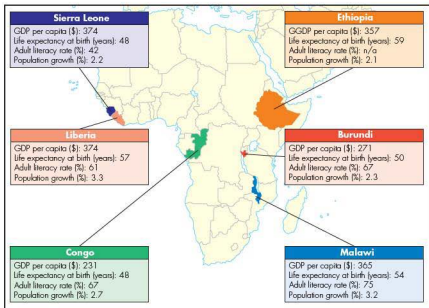 Sierra Leone
GDP per capita ($): 374
Life expectancy at birth (years): 48
Adult literacy rate (%): 42
Population growth (%): 2.2
Ethiopia
GGDP per capita ($): 357
Life expectancy at birth (years): 59
Adult literacy rate (%): n/a
Population growth (%): 2.1
Liberia
GDP per capita ($): 374
Life expectancy at birth (years): 57
Adult literacy rate (%): 61
Population growth (%): 3.3
Burundi
GDP per capita ($): 271
Life expectancy at birth (years): 50
Adult literacy rate (%): 67
Population growth (%): 2.3
Congo
GDP per capita ($): 231
Life expectancy at birth (years): 48
Adult literacy rate (%): 67
Population growth (%): 2.7
Malawi
GDP per capita ($): 365
Life expectancy at birth (years): 54
Adult literacy rate (%): 75
Population growth (%): 3.2